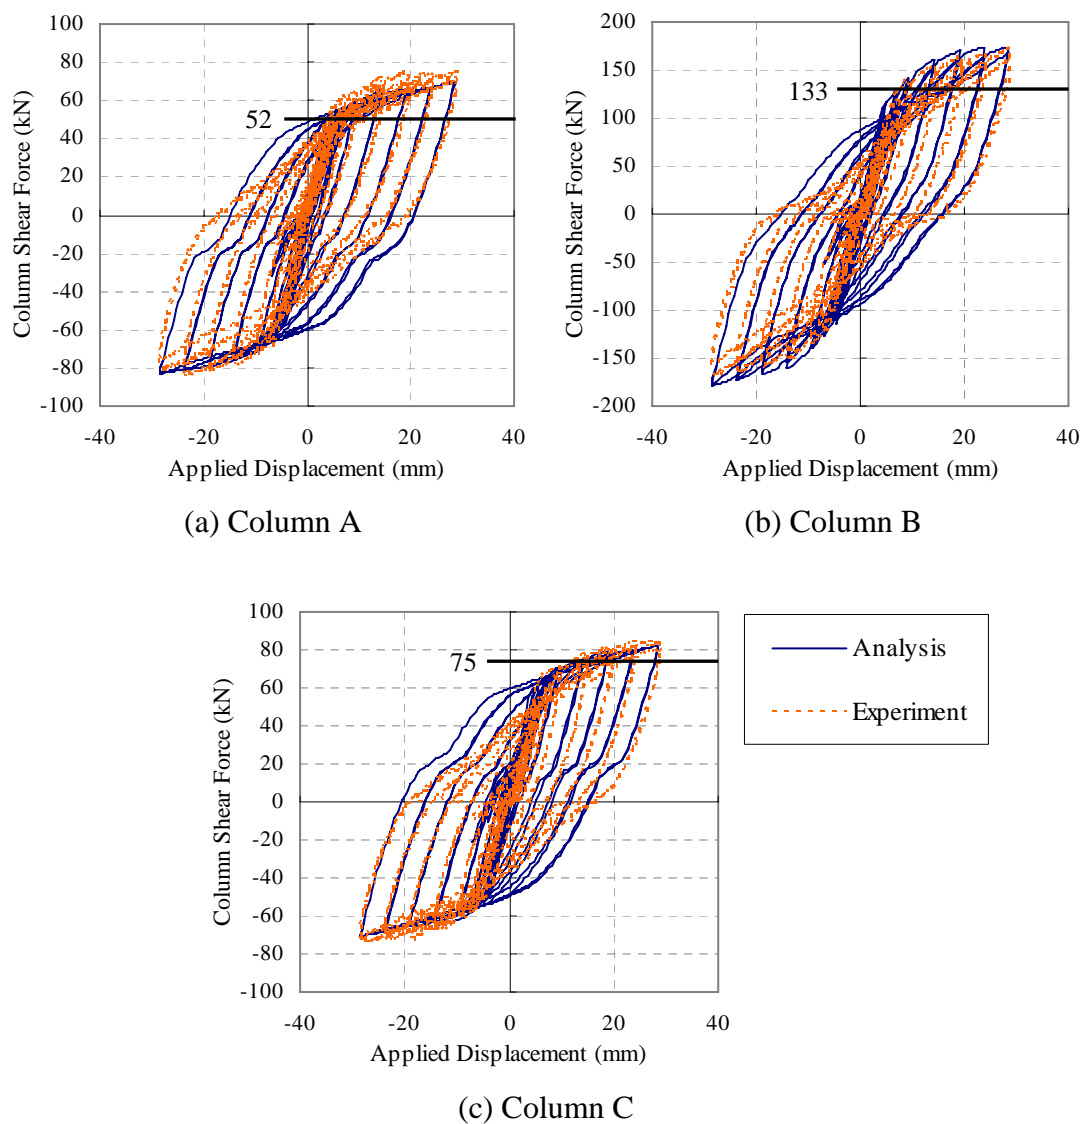 100
80
60
40
20
0
-20
-40
-60
-80
-100
52
Column Shear Force (kN)
-40 -20 0 20 40
Applied Displacement (mm)
(a) Column A
200
150
100
50
0
-50
-100
-150
-200
133
Column Shear Force (kN)
-40 -20 0 20 40
Applied Displacement (mm)
(b) Column B
100
80
60
40
20
0
-20
-40
-60
-80
-100
75
Column Shear Force (kN)
-40 -20 0 20 40
Applied Displacement (mm)
(c) Column C
Analysis
Experiment